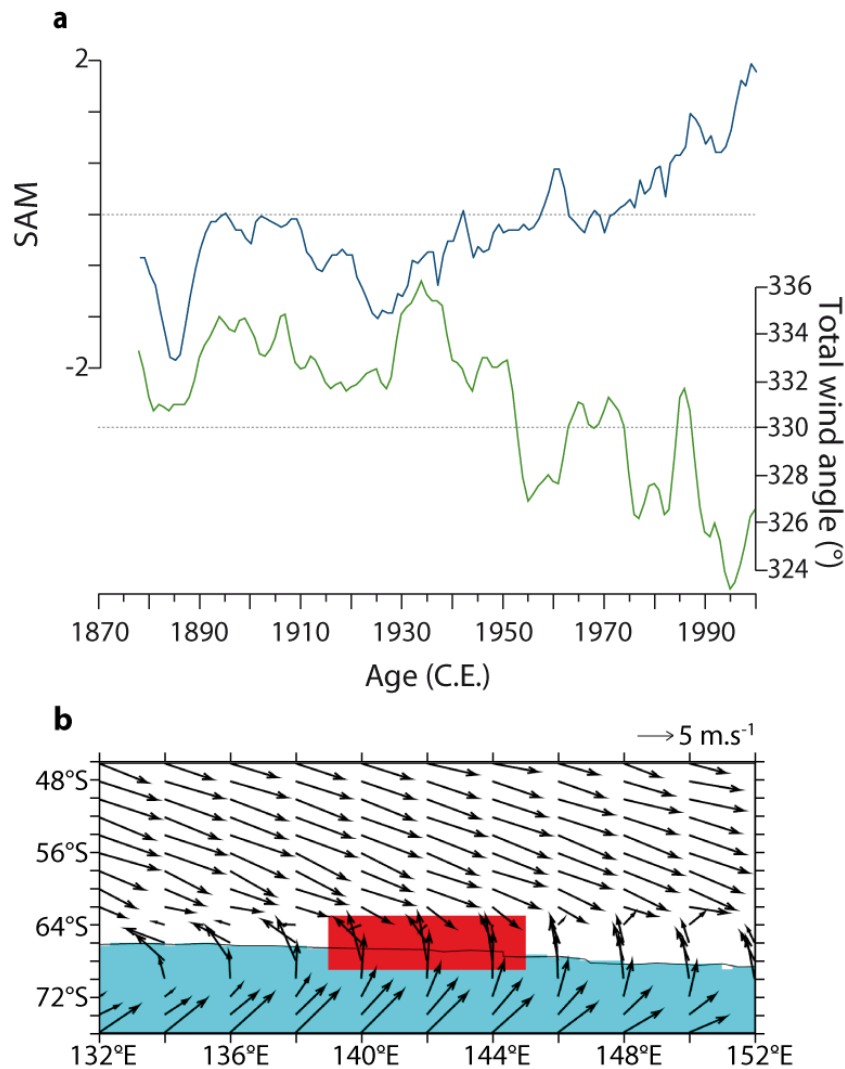 a
2
SAM
-2
336
334
332
330
328
326
324
Total wind angle (°)
1870 1890 1910 1930 1950 1970 1990
Age (C.E.)
b
5 m.s-1
48°S
56°S
64°S
72°S
132°E 136°E 140°E 144°E 148°E 152°E